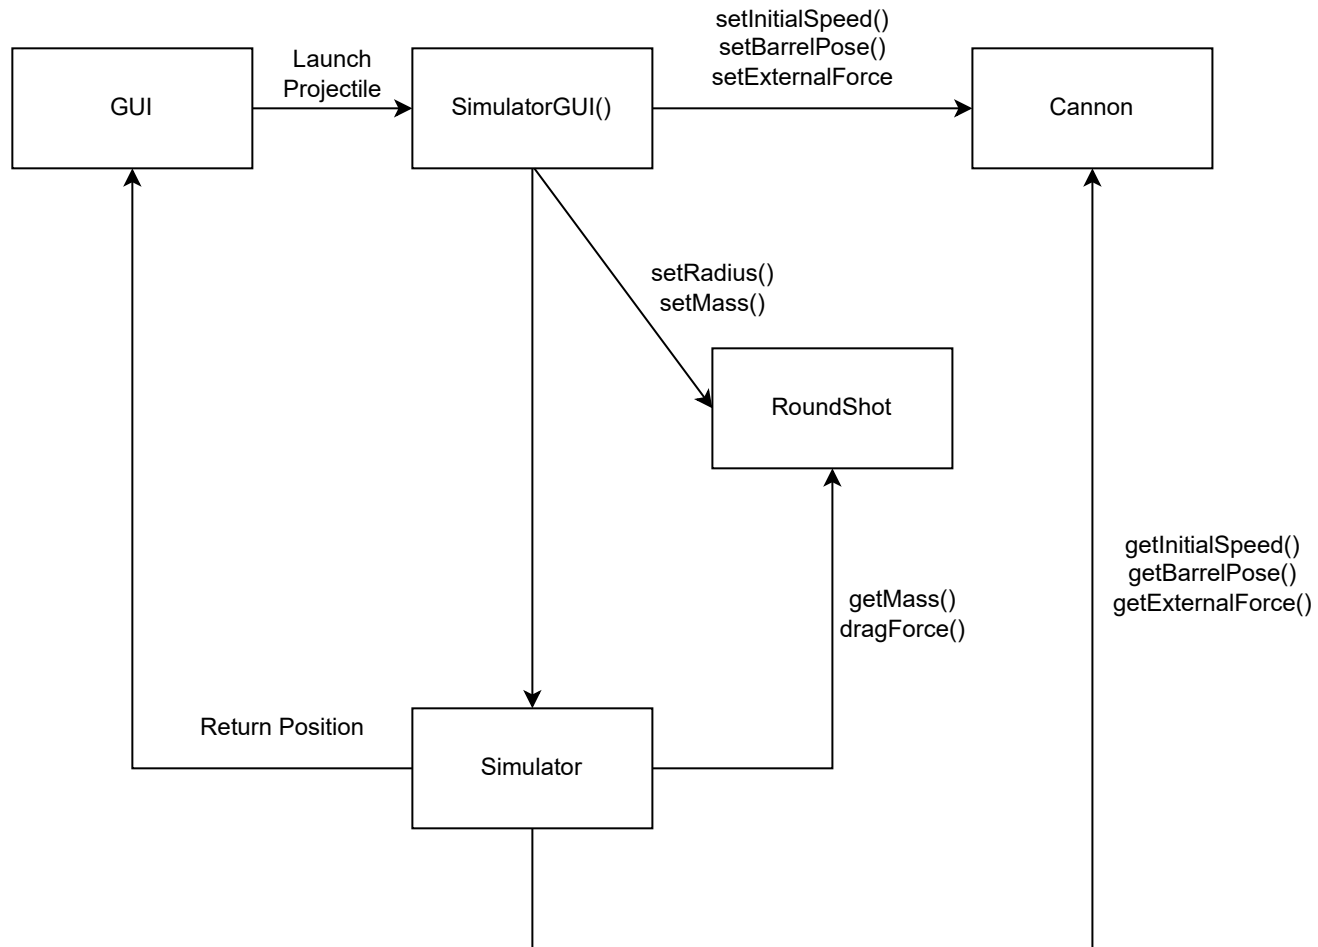 setInitialSpeed()
setBarrelPose()
setExternalForce
Launch
Projectile
GUI
SimulatorGUI()
Cannon
setRadius()
setMass()
RoundShot
getInitialSpeed()
getBarrelPose()
getExternalForce()
getMass()
dragForce()
Return Position
Simulator